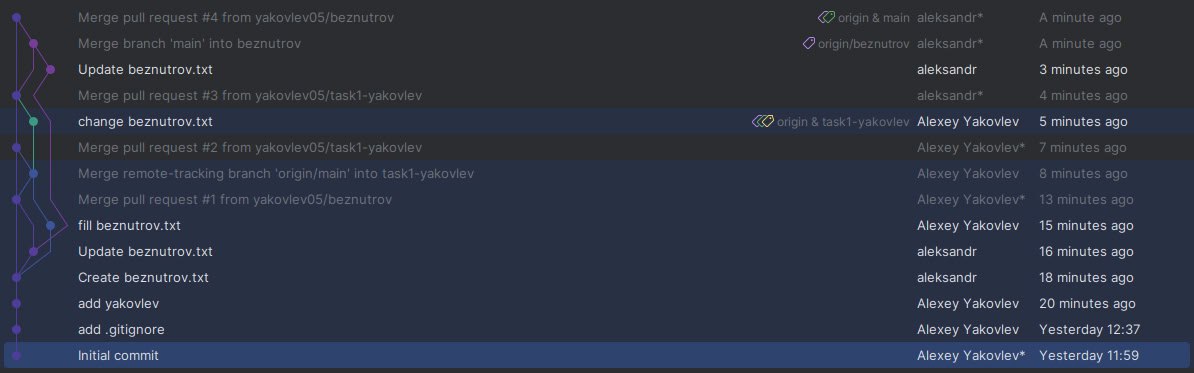 Merge pull request #4 from yakovlev05/beznutrov origin & main aleksandr* A minute ago
Merge branch 'main' into beznutrov origin/beznutrov aleksandr* A minute ago
Update beznutrov.txt aleksandr 3 minutes ago
Merge pull request #3 from yakovlev05/task1-yakovlev aleksandr* 4 minutes ago
change beznutrov.txt origin & task1-yakovlev Alexey Yakovlev 5 minutes ago
Merge pull request #2 from yakovlev05/task1-yakovlev Alexey Yakovlev* 7 minutes ago
Merge remote-tracking branch 'origin/main' into task1-yakovlev Alexey Yakovlev 8 minutes ago
Merge pull request #1 from yakovlev05/beznutrov Alexey Yakovlev* 13 minutes ago
fill beznutrov.txt Alexey Yakovlev 15 minutes ago
Update beznutrov.txt aleksandr 16 minutes ago
Create beznutrov.txt aleksandr 18 minutes ago
add yakovlev Alexey Yakovlev 20 minutes ago
add .gitignore Alexey Yakovlev Yesterday 12:37
Initial commit Alexey Yakovlev* Yesterday 11:59